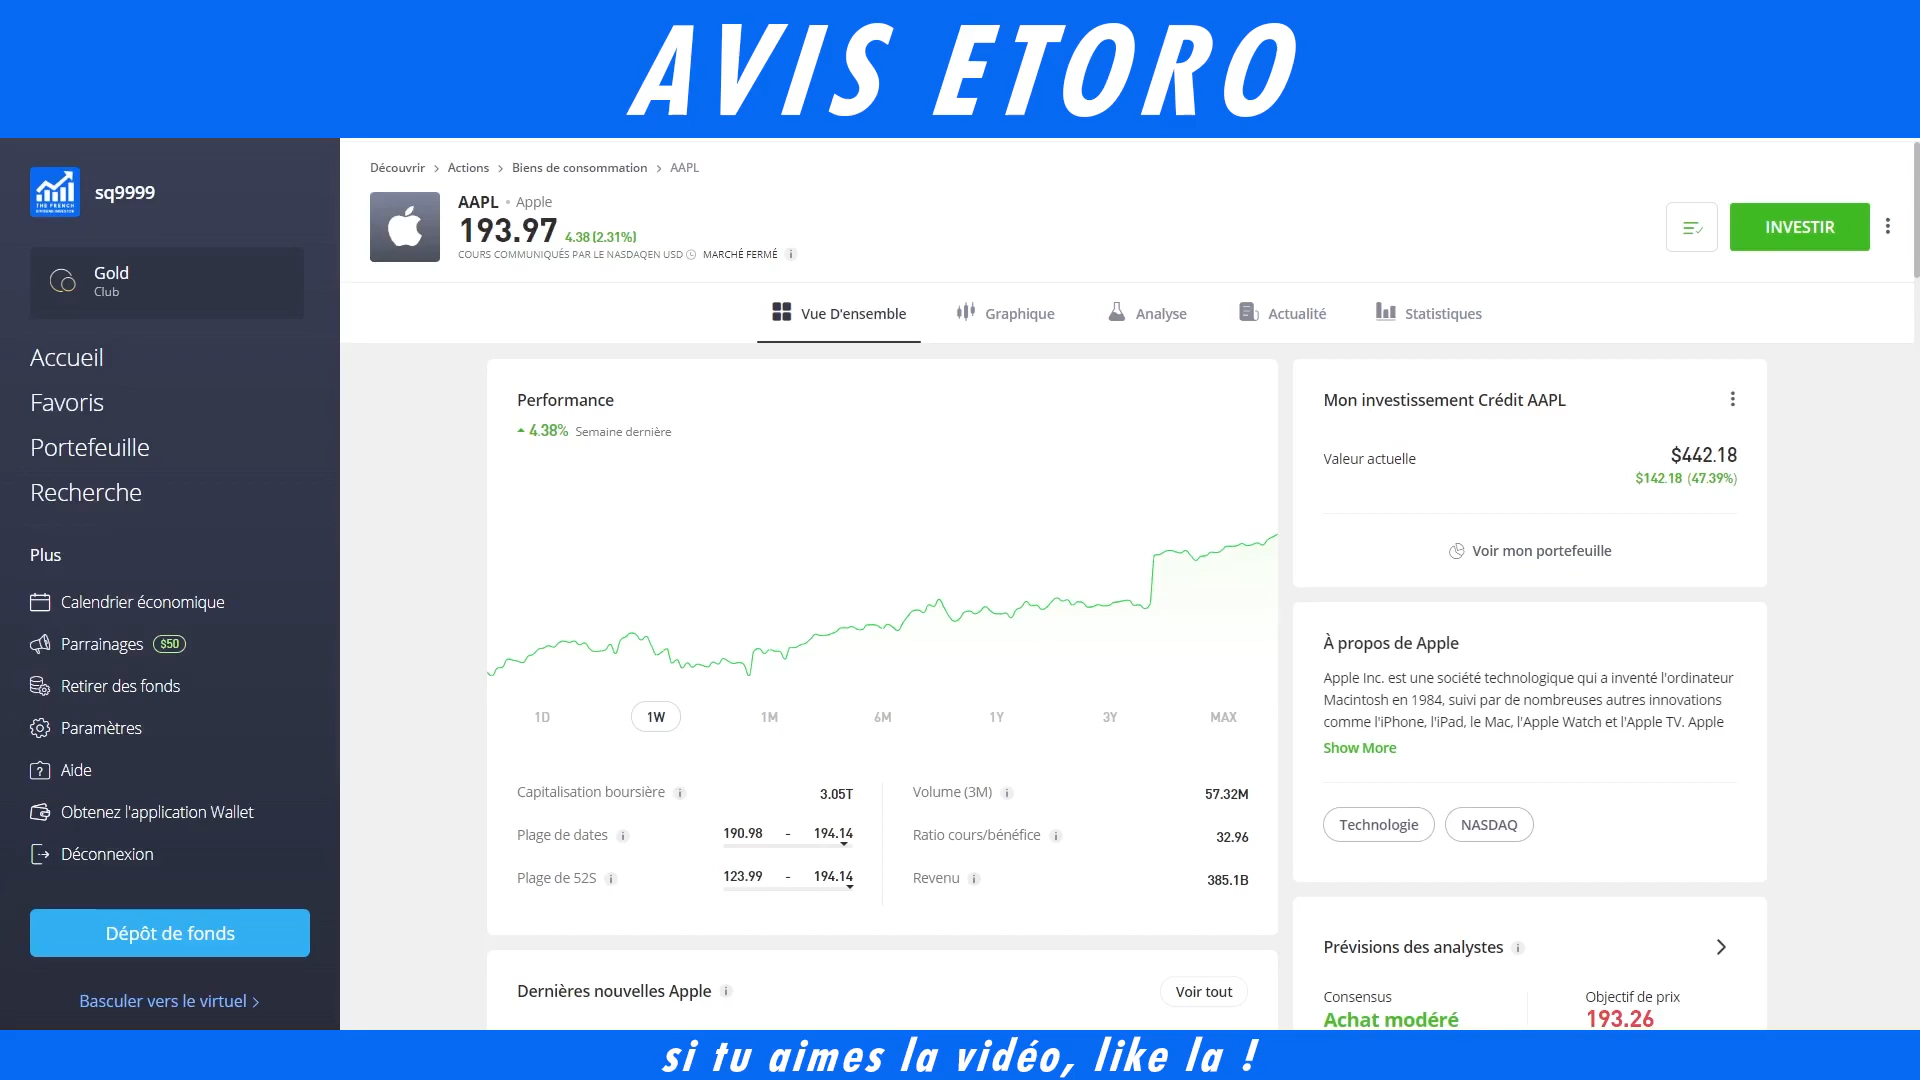 AVIS ETORO
THE FRENCH
sq9999
Gold
Club
Accueil
Favoris
Portefeuille
Recherche
Plus
Calendrier économique
Parrainages $50
Retirer des fonds
Paramètres
Aide
Obtenez l'application Wallet
Déconnexion
Dépôt de fonds
Basculer vers le virtuel >
Découvrir > Actions > Biens de consommation > AAPL
AAPL • Apple
193.97 4.38 (2.31%)
COURS COMMUNIQUÉS PAR LE NASDAQEN USD MARCHÉ FERMÉ i
INVESTIR
Vue D'ensemble
Graphique
Analyse
Actualité
Statistiques
Performance
4.38% Semaine dernière
1D 1W 1M 6M 1Y 3Y MAX
Capitalisation boursière i 3.05T
Plage de dates i 190.98 - 194.14
Plage de 52S i 123.99 - 194.14
Volume (3M) i 57.32M
Ratio cours/bénéfice i 32.96
Revenu i 385.1B
Dernières nouvelles Apple i
Voir tout
Mon investissement Crédit AAPL
Valeur actuelle $442.18
$142.18 (47.39%)
Voir mon portefeuille
À propos de Apple
Apple Inc. est une société technologique qui a inventé l'ordinateur
Macintosh en 1984, suivi par de nombreuses autres innovations
comme l'iPhone, l'iPad, le Mac, l'Apple Watch et l'Apple TV. Apple
Show More
Technologie NASDAQ
Prévisions des analystes i
Consensus
Achat modéré
Objectif de prix
193.26
si tu aimes la vidéo, like la !